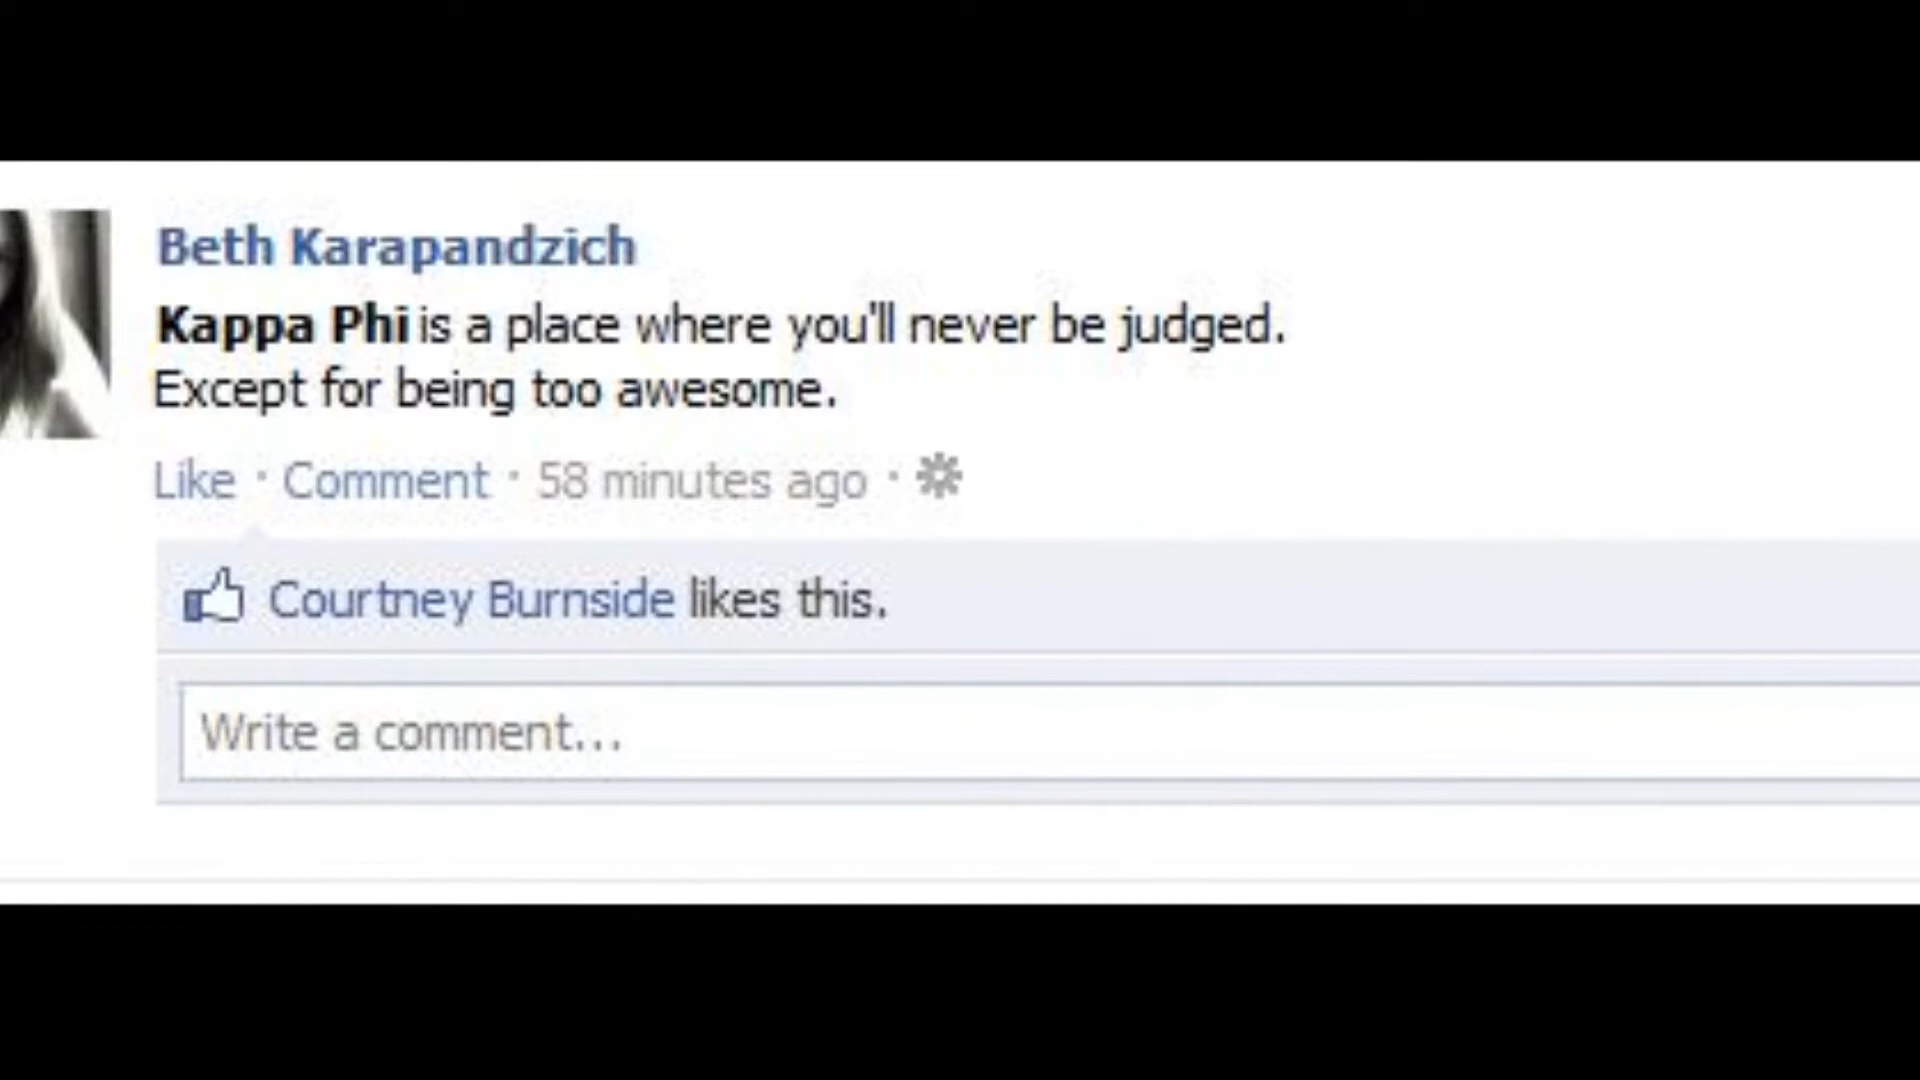 Beth Karapandzich
Kappa Phi is a place where you'll never be judged.
Except for being too awesome.
Like · Comment · 58 minutes ago ·
Courtney Burnside likes this.
Write a comment...